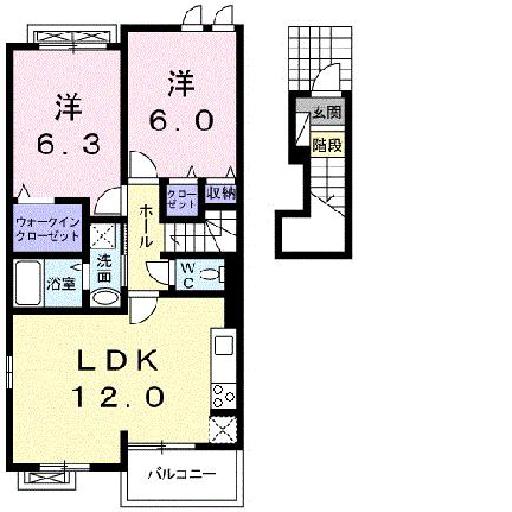 洋
6.3
洋
6.0
玄関
階段
ウォータイン
クローゼット
ホール
クロー
ゼット
収納
浴室
洗面
WC
LDK
12.0
バルコニー